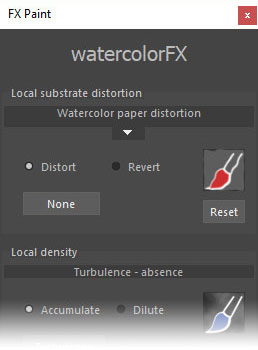 FX Paint
x
watercolorFX
Local substrate distortion
Watercolor paper distortion
Distort Revert
None
Reset
Local density
Turbulence - absence
Accumulate Dilute